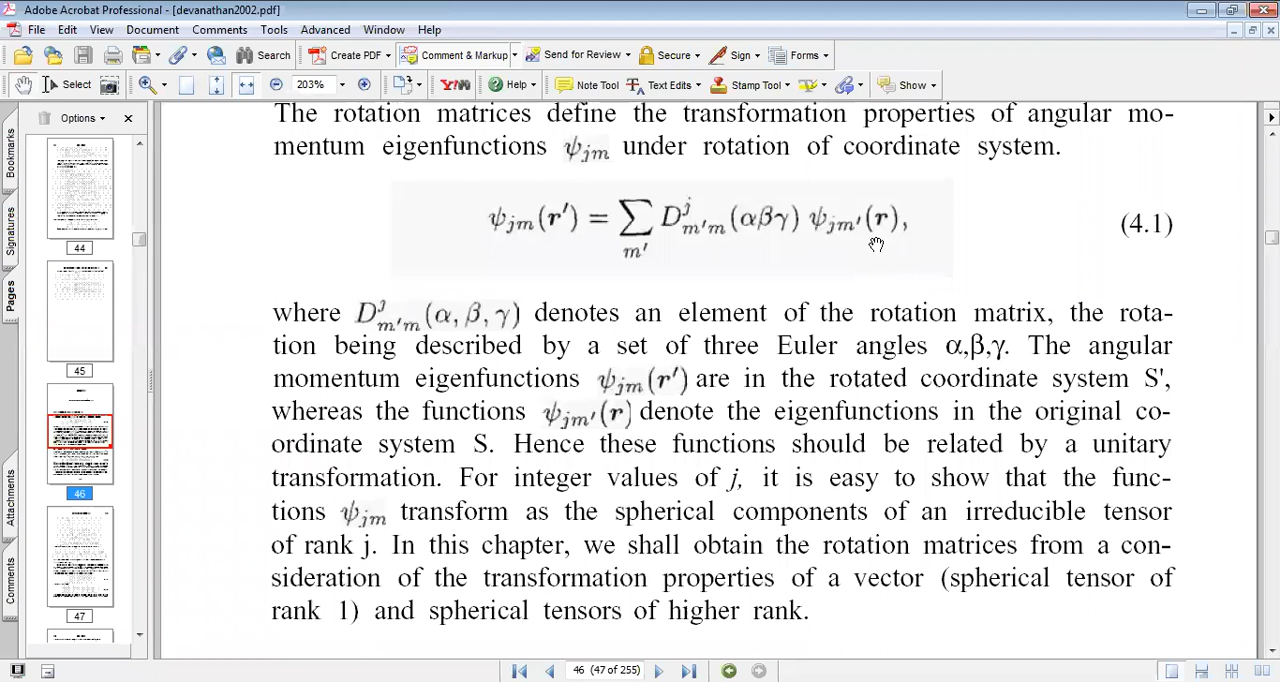 Adobe Acrobat Professional - [devanathan2002.pdf]
File Edit View Document Comments Tools Advanced Window Help
Search Create PDF Comment & Markup Send for Review Secure Sign Forms
Select 203% Y! Help Note Tool Text Edits Stamp Tool Show
Options
Bookmarks
Signatures
Pages
Attachments
Comments
44
45
46
47
The rotation matrices define the transformation properties of angular mo-
mentum eigenfunctions ψjm under rotation of coordinate system.
ψjm(r′) = ∑m′ D^j_m′m(αβγ) ψjm′(r), (4.1)
where D^j_m′m(α, β, γ) denotes an element of the rotation matrix, the rota-
tion being described by a set of three Euler angles α,β,γ. The angular
momentum eigenfunctions ψjm(r′) are in the rotated coordinate system S',
whereas the functions ψjm′(r) denote the eigenfunctions in the original co-
ordinate system S. Hence these functions should be related by a unitary
transformation. For integer values of j, it is easy to show that the func-
tions ψjm transform as the spherical components of an irreducible tensor
of rank j. In this chapter, we shall obtain the rotation matrices from a con-
sideration of the transformation properties of a vector (spherical tensor of
rank 1) and spherical tensors of higher rank.
46 (47 of 255)